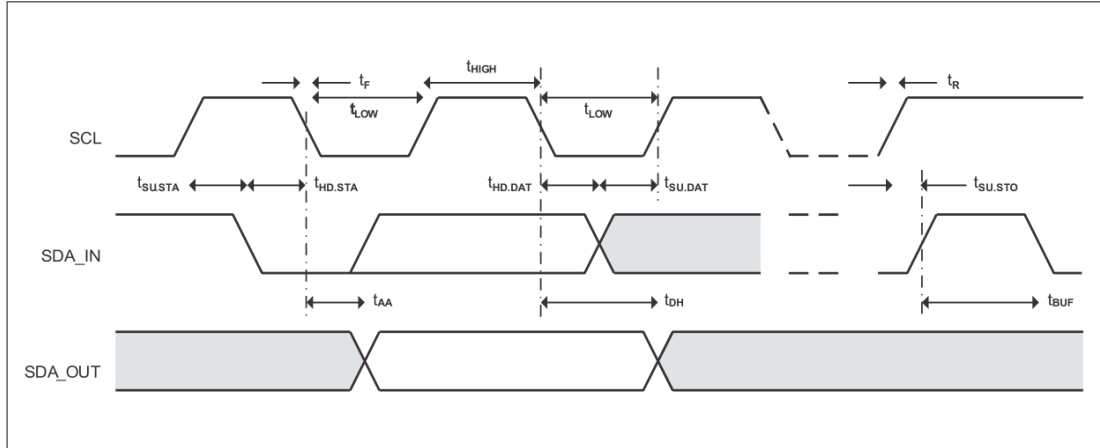 tHIGH
tF
tR
tLOW
tLOW
SCL
tSU.STA
tHD.STA
tHD.DAT
tSU.DAT
tSU.STO
SDA_IN
tAA
tDH
tBUF
SDA_OUT